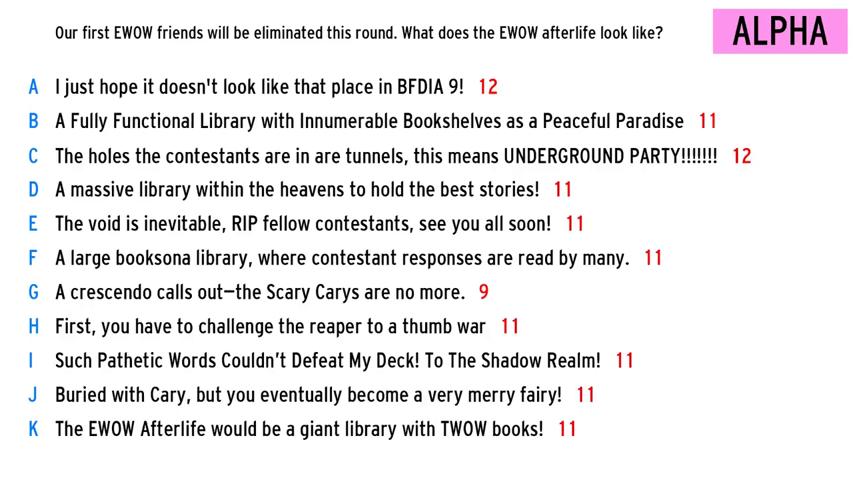 Our first EWOW friends will be eliminated this round. What does the EWOW afterlife look like?
ALPHA
A I just hope it doesn't look like that place in BFDIA 9! 12
B A Fully Functional Library with Innumerable Bookshelves as a Peaceful Paradise 11
C The holes the contestants are in are tunnels, this means UNDERGROUND PARTY!!!!!!! 12
D A massive library within the heavens to hold the best stories! 11
E The void is inevitable, RIP fellow contestants, see you all soon! 11
F A large booksona library, where contestant responses are read by many. 11
G A crescendo calls out—the Scary Carys are no more. 9
H First, you have to challenge the reaper to a thumb war 11
I Such Pathetic Words Couldn't Defeat My Deck! To The Shadow Realm! 11
J Buried with Cary, but you eventually become a very merry fairy! 11
K The EWOW Afterlife would be a giant library with TWOW books! 11